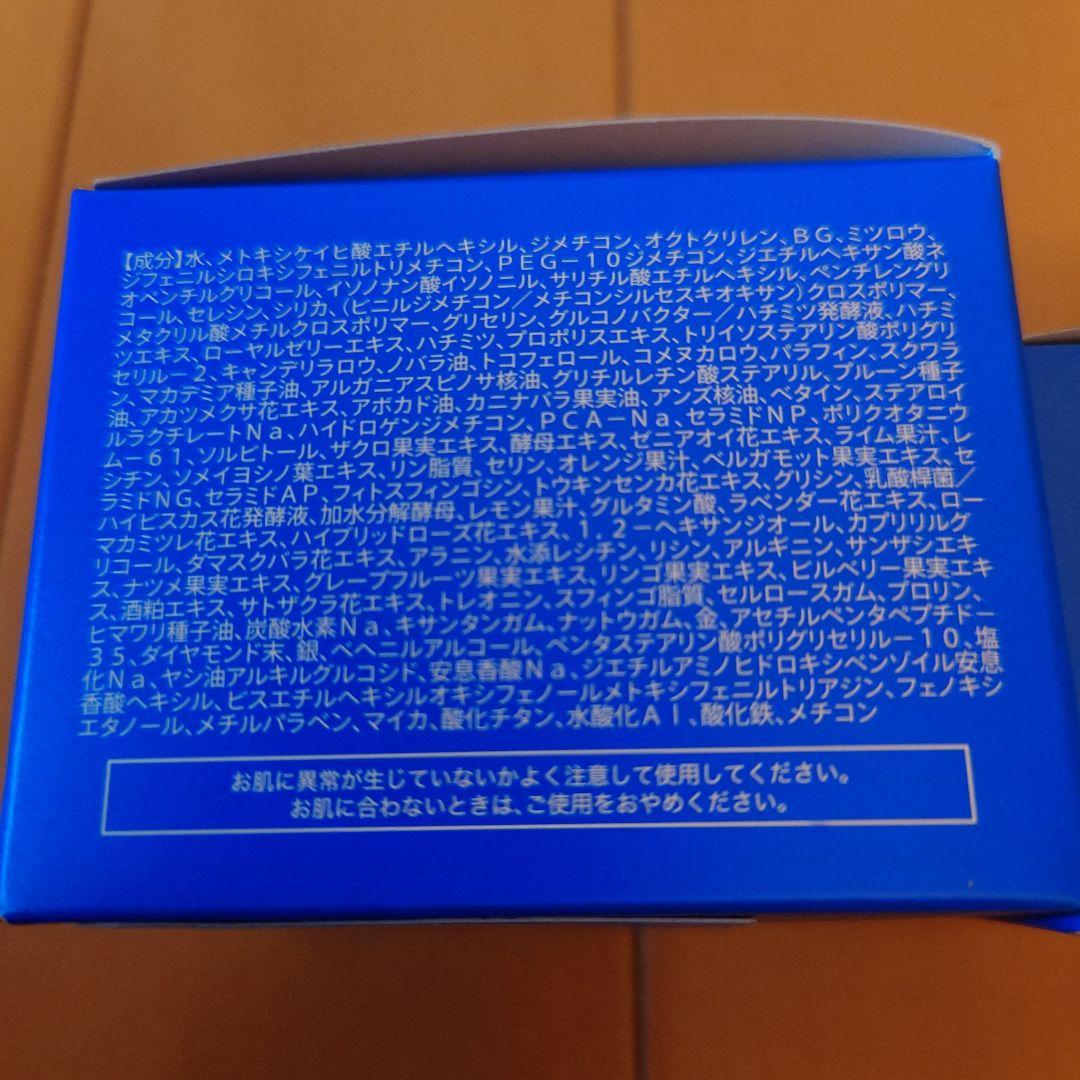 【成分】水、メトキシケイヒ酸エチルヘキシル、ジメチコン、オクトクリレン、BG、ミツロウ、
ジフェニルシロキシフェニルトリメチコン、PEG－10ジメチコン、ジエチルヘキサン酸ネ
オペンチルグリコール、イソノナン酸イソノニル、サリチル酸エチルヘキシル、ペンチレングリ
コール、セレシン、シリカ、（ビニルジメチコン／メチコンシルセスキオキサン）クロスポリマー、
メタクリル酸メチルクロスポリマー、グリセリン、グルコノバクター／ハチミツ発酵液、ハチミ
ツエキス、ローヤルゼリーエキス、ハチミツ、プロポリスエキス、トリイソステアリン酸ポリグリ
セリル－2、キャンデリラロウ、ノバラ油、トコフェロール、コメヌカロウ、パラフィン、スクワラ
ン、マカデミア種子油、アルガニアスピノサ核油、グリチルレチン酸ステアリル、プルーン種子
油、アカツメクサ花エキス、アボカド油、カニナバラ果実油、アンズ核油、ベタイン、ステアロイ
ルラクチレートNa、ハイドロゲンジメチコン、PCA－Na、セラミドNP、ポリクオタニウ
ム－61、ソルビトール、ザクロ果実エキス、酵母エキス、ゼニアオイ花エキス、ライム果汁、レ
シチン、ソメイヨシノ葉エキス、リン脂質、セリン、オレンジ果汁、ベルガモット果実エキス、セ
ラミドNG、セラミドAP、フィトスフィンゴシン、トウキンセンカ花エキス、グリシン、乳酸桿菌／
ハイビスカス花発酵液、加水分解酵母、レモン果汁、グルタミン酸、ラベンダー花エキス、ロー
マカミツレ花エキス、ハイブリッドローズ花エキス、1，2－ヘキサンジオール、カプリリルグ
リコール、ダマスクバラ花エキス、アラニン、水添レシチン、リシン、アルギニン、サンザシエキ
ス、ナツメ果実エキス、グレープフルーツ果実エキス、リンゴ果実エキス、ビルベリー果実エキ
ス、酒粕エキス、サトザクラ花エキス、トレオニン、スフィンゴ脂質、セルロースガム、プロリン、
ヒマワリ種子油、炭酸水素Na、キサンタンガム、ナットウガム、金、アセチルペンタペプチド－
35、ダイヤモンド末、銀、ベヘニルアルコール、ペンタステアリン酸ポリグリセリル－10、塩
化Na、ヤシ油アルキルグルコシド、安息香酸Na、ジエチルアミノヒドロキシベンゾイル安息
香酸ヘキシル、ビスエチルヘキシルオキシフェノールメトキシフェニルトリアジン、フェノキシ
エタノール、メチルパラベン、マイカ、酸化チタン、水酸化Al、酸化鉄、メチコン
お肌に異常が生じていないかよく注意して使用してください。
お肌に合わないときは、ご使用をおやめください。